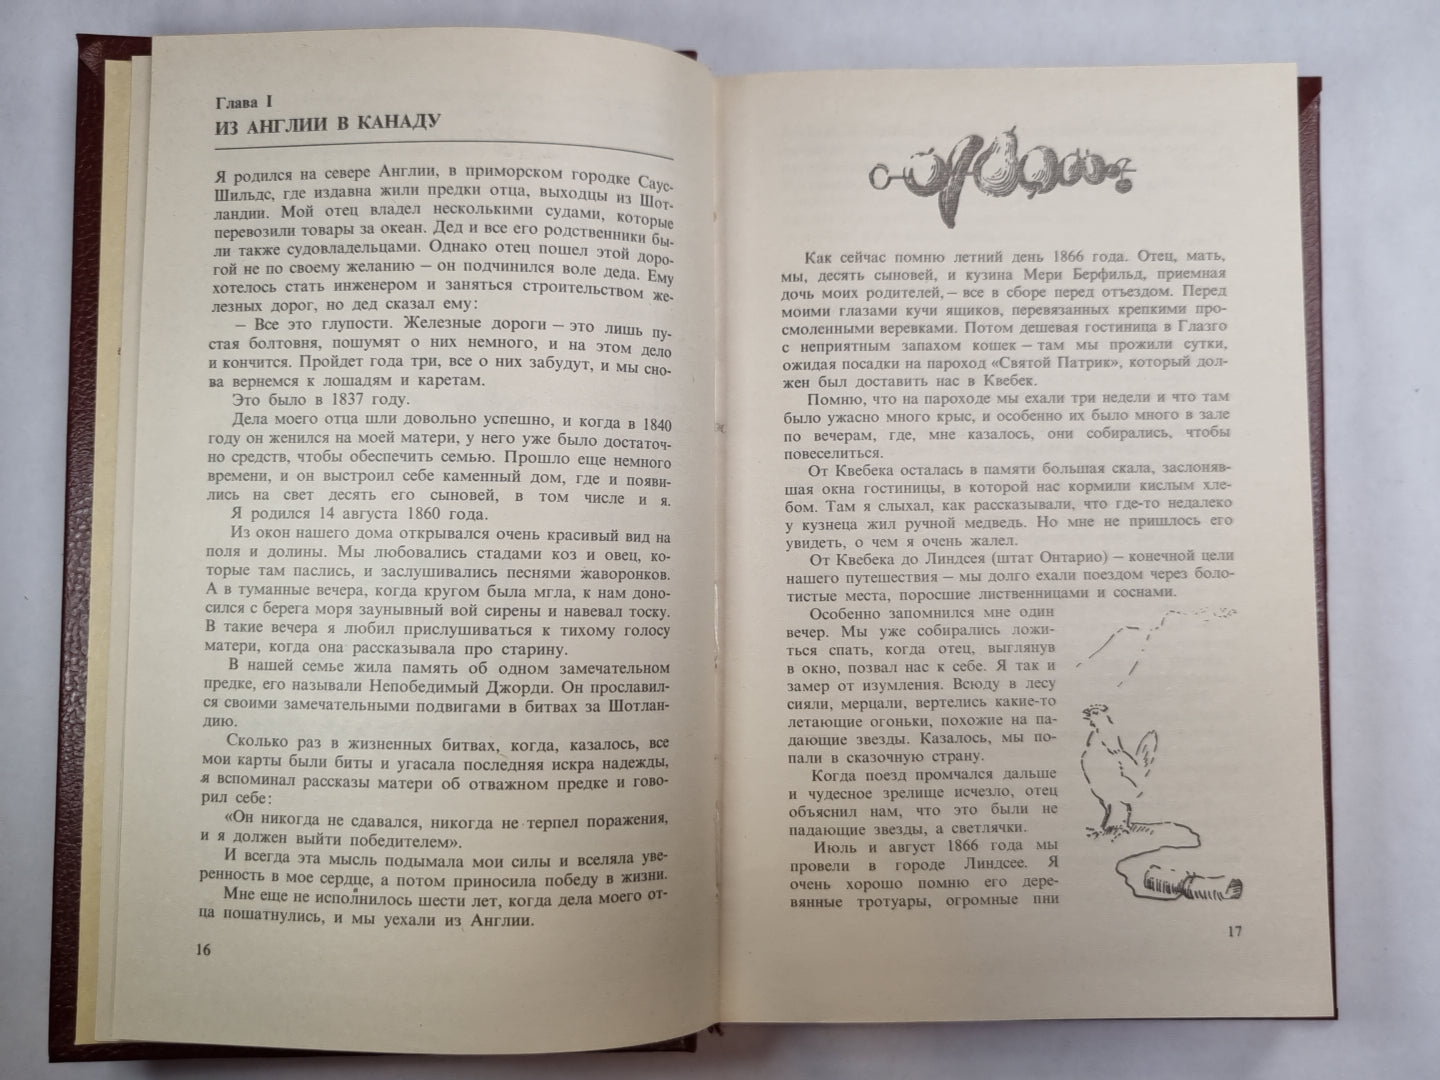 Глава I
ИЗ АНГЛИИ В КАНАДУ
Я родился на севере Англии, в приморском городке Саус-
Шильдс, где издавна жили предки отца, выходцы из Шот-
ландии. Мой отец владел несколькими судами, которые
перевозили товары за океан. Дед и все его родственники бы-
ли также судовладельцами. Однако отец пошел этой доро-
гой не по своему желанию — он подчинился воле деда. Ему
хотелось стать инженером и заняться строительством же-
лезных дорог, но дед сказал ему:
— Все это глупости. Железные дороги — это лишь пу-
стая болтовня, пошумят о них немного, и на этом дело
и кончится. Пройдет года три, все о них забудут, и мы сно-
ва вернемся к лошадям и каретам.
Это было в 1837 году.
Дела моего отца шли довольно успешно, и когда в 1840
году он женился на моей матери, у него уже было достаточ-
но средств, чтобы обеспечить семью. Прошло еще немного
времени, и он выстроил себе каменный дом, где и появи-
лись на свет десять его сыновей, в том числе и я.
Я родился 14 августа 1860 года.
Из окон нашего дома открывался очень красивый вид на
поля и долины. Мы любовались стадами коз и овец, ко-
торые там паслись, и заслушивались песнями жаворонков.
А в туманные вечера, когда кругом была мгла, к нам доно-
сился с берега моря заунывный вой сирены и навевал тоску.
В такие вечера я любил прислушиваться к тихому голосу
матери, когда она рассказывала про старину.
В нашей семье жила память об одном замечательном
предке, его называли Непобедимый Джорди. Он прославил-
ся своими замечательными подвигами в битвах за Шотлан-
дию.
Сколько раз в жизненных битвах, когда, казалось, все
мои карты были биты и угасала последняя искра надежды,
я вспоминал рассказы матери об отважном предке и гово-
рил себе:
«Он никогда не сдавался, никогда не терпел поражения,
и я должен выйти победителем».
И всегда эта мысль подымала мои силы и вселяла уве-
ренность в мое сердце, а потом приносила победу в жизни.
Мне еще не исполнилось шести лет, когда дела моего от-
ца пошатнулись, и мы уехали из Англии.
16
Как сейчас помню летний день 1866 года. Отец, мать,
мы, десять сыновей, и кузина Мери Берфильд, приемная
дочь моих родителей, — все в сборе перед отъездом. Перед
моими глазами кучи ящиков, перевязанных крепкими про-
смоленными веревками. Потом дешевая гостиница в Глазго
с неприятным запахом кошек — там мы прожили сутки,
ожидая посадки на пароход «Святой Патрик», который дол-
жен был доставить нас в Квебек.
Помню, что на пароходе мы ехали три недели и что там
было ужасно много крыс, и особенно их было много в зале
по вечерам, где, мне казалось, они собирались, чтобы
повеселиться.
От Квебека осталась в памяти большая скала, заслоняв-
шая окна гостиницы, в которой нас кормили кислым хле-
бом. Там я слыхал, как рассказывали, что где-то недалеко
у кузнеца жил ручной медведь. Но мне не пришлось его
увидеть, о чем я очень жалел.
От Квебека до Линдсея (штат Онтарио) — конечной цели
нашего путешествия — мы долго ехали поездом через боло-
тистые места, поросшие лиственницами и соснами.
Особенно запомнился мне один
вечер. Мы уже собирались ложи-
ться спать, когда отец, выглянув
в окно, позвал нас к себе. Я так и
замер от изумления. Всюду в лесу
сияли, мерцали, вертелись какие-то
летающие огоньки, похожие на па-
дающие звезды. Казалось, мы по-
пали в сказочную страну.
Когда поезд промчался дальше
и чудесное зрелище исчезло, отец
объяснил нам, что это были не
падающие звезды, а светлячки.
Июль и август 1866 года мы
провели в городе Линдсее. Я
очень хорошо помню его дере-
вянные тротуары, огромные пни
17